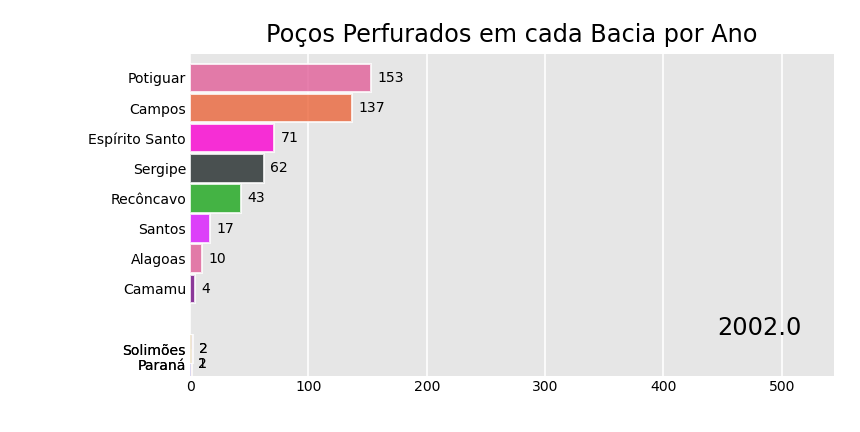 Poços Perfurados em cada Bacia por Ano
Potiguar 153
Campos 137
Espírito Santo 71
Sergipe 62
Recôncavo 43
Santos 17
Alagoas 10
Camamu 4
2002.0
Solimões 2
Paraná
0 100 200 300 400 500